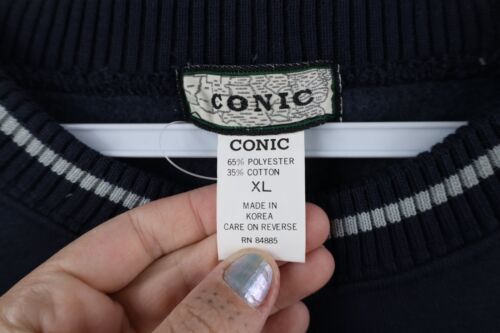 CONIC
CONIC
65% POLYESTER
35% COTTON
XL
MADE IN
KOREA
CARE ON REVERSE
RN 84885